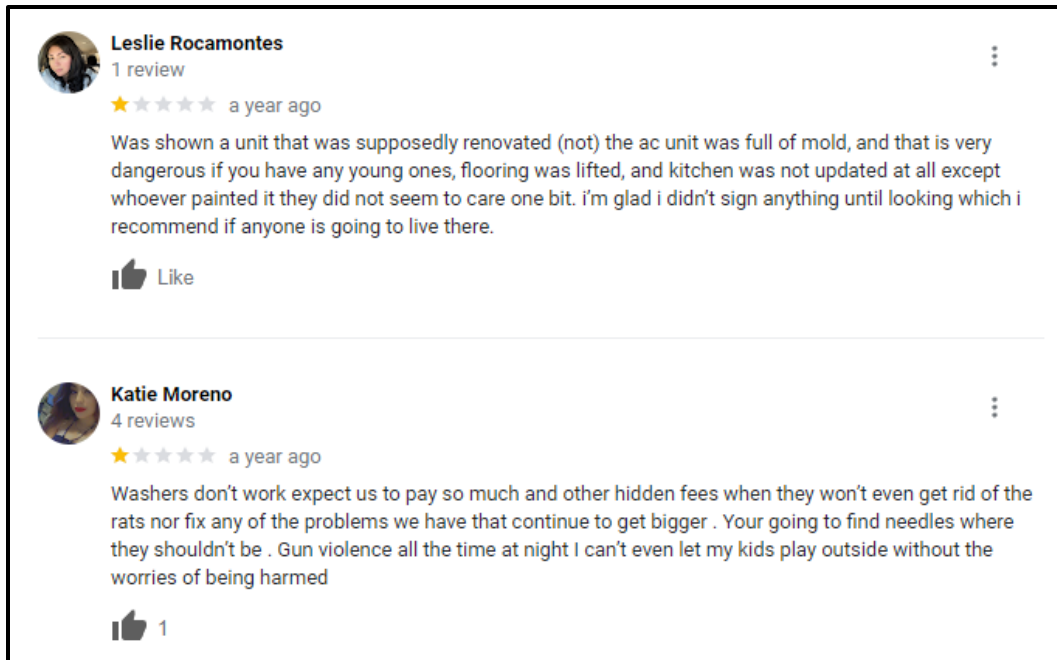 Leslie Rocamontes
1 review
a year ago
Was shown a unit that was supposedly renovated (not) the ac unit was full of mold, and that is very
dangerous if you have any young ones, flooring was lifted, and kitchen was not updated at all except
whoever painted it they did not seem to care one bit. i’m glad i didn’t sign anything until looking which i
recommend if anyone is going to live there.
Like
Katie Moreno
4 reviews
a year ago
Washers don’t work expect us to pay so much and other hidden fees when they won’t even get rid of the
rats nor fix any of the problems we have that continue to get bigger . Your going to find needles where
they shouldn’t be . Gun violence all the time at night I can’t even let my kids play outside without the
worries of being harmed
1